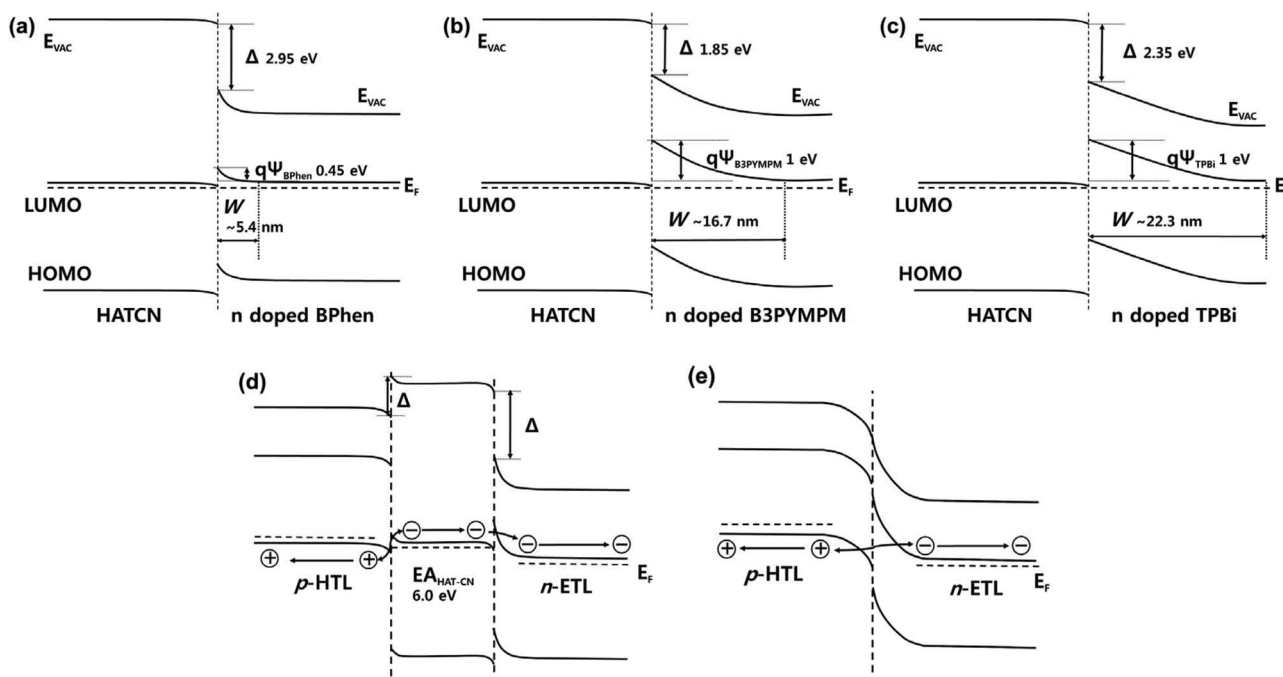 (a)
E_VAC
Δ 2.95 eV
E_VAC
qΨ_BPhen 0.45 eV
E_F
LUMO
W
~5.4 nm
HOMO
HATCN
n doped BPhen
(b)
E_VAC
Δ 1.85 eV
E_VAC
qΨ_B3PYMPM 1 eV
LUMO
W ~16.7 nm
HOMO
HATCN
n doped B3PYMPM
(c)
E_VAC
Δ 2.35 eV
E_VAC
qΨ_TPBi 1 eV
E
LUMO
W ~22.3 nm
HOMO
HATCN
n doped TPBi
(d)
Δ
Δ
⊖ ⊖
⊖ ⊖
⊕ ⊕
p-HTL
EA_HAT-CN
6.0 eV
n-ETL
E_F
(e)
⊕ ⊕
⊖ ⊖
p-HTL
n-ETL
E_F